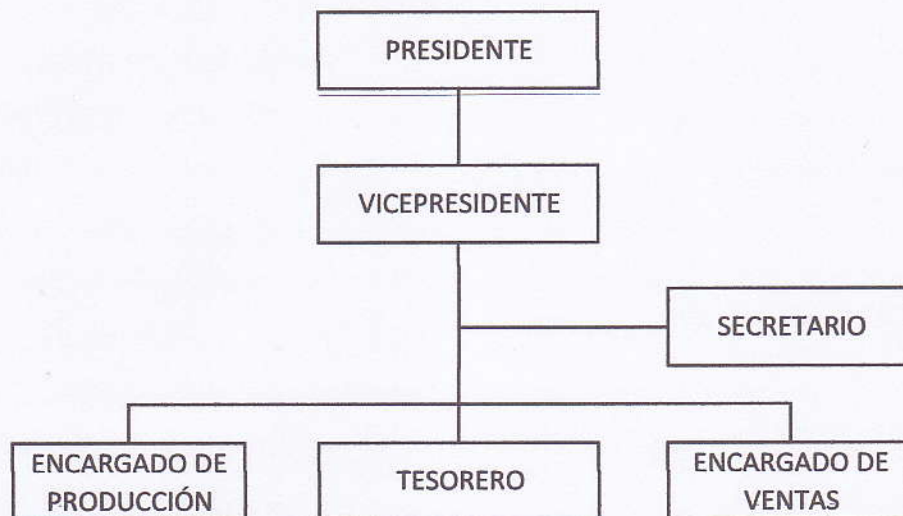 PRESIDENTE
VICEPRESIDENTE
SECRETARIO
ENCARGADO DE
PRODUCCIÓN
TESORERO
ENCARGADO DE
VENTAS